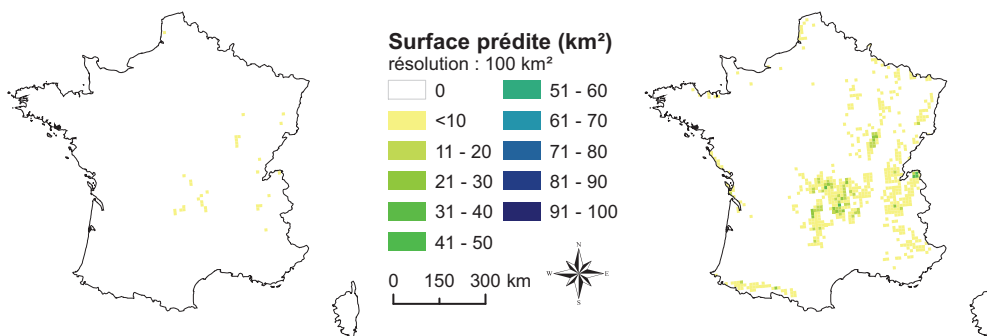 Surface prédite (km²)
résolution : 100 km²
0
<10
11 - 20
21 - 30
31 - 40
41 - 50
51 - 60
61 - 70
71 - 80
81 - 90
91 - 100
N
W E
S
0 150 300 km